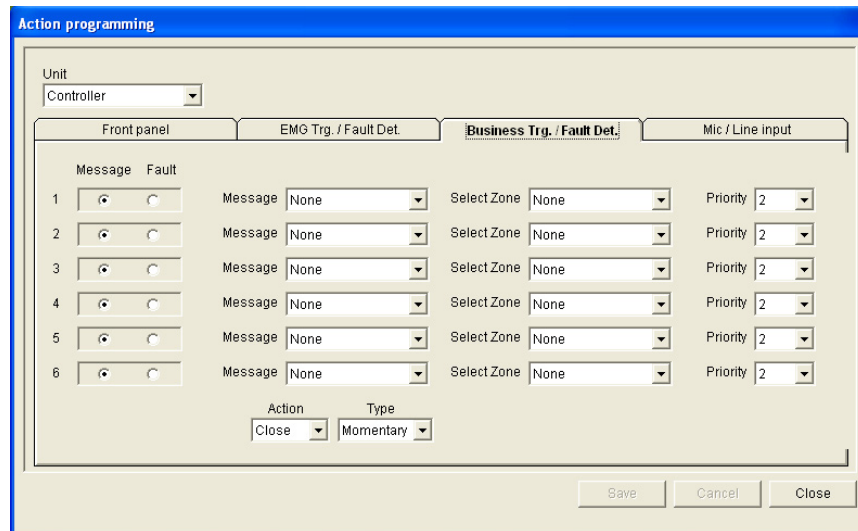 Action programming
Unit
Controller
Front panel EMG Trg. / Fault Det. Business Trg. / Fault Det. Mic / Line input
Message Fault
1 Message None Select Zone None Priority 2
2 Message None Select Zone None Priority 2
3 Message None Select Zone None Priority 2
4 Message None Select Zone None Priority 2
5 Message None Select Zone None Priority 2
6 Message None Select Zone None Priority 2
Action Type
Close Momentary
Save Cancel Close